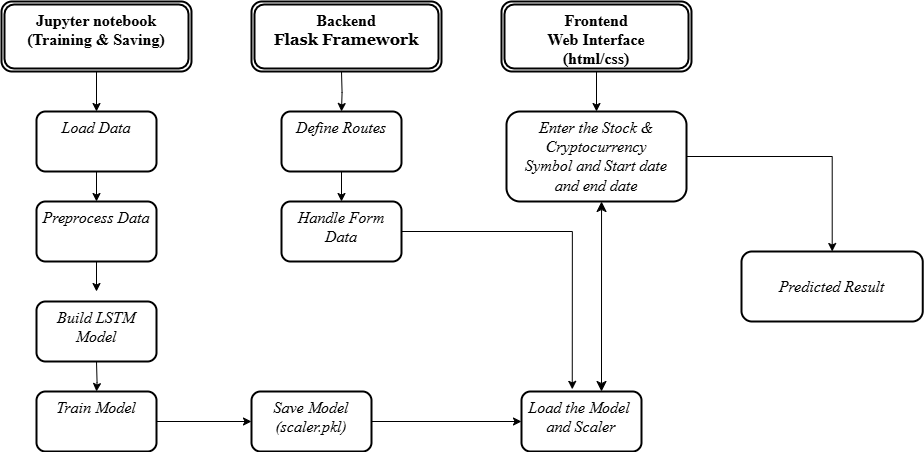 Jupyter notebook
(Training & Saving)
Load Data
Preprocess Data
Build LSTM
Model
Train Model
Backend
Flask Framework
Define Routes
Handle Form
Data
Save Model
(scaler.pkl)
Frontend
Web Interface
(html/css)
Enter the Stock &
Cryptocurrency
Symbol and Start date
and end date
Load the Model
and Scaler
Predicted Result